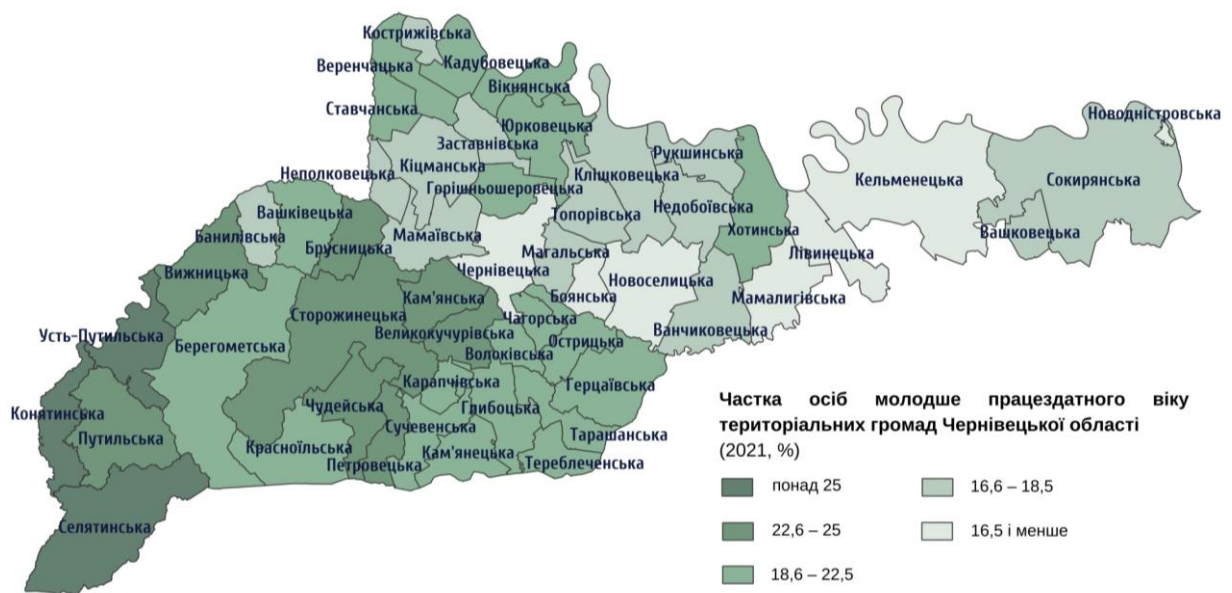 Кострижівська
Веренчацька
Кадубовецька
Вікнянська
Ставчанська
Юрковецька
Заставнівська
Новодністровська
Рукшинська
Неполковецька
Кіцманська
Клішковецька
Горішньошеровецька
Кельменецька
Сокирянська
Вашківецька
Топорівська
Недобоївська
Хотинська
Банилівська
Брусницька
Мамаївська
Вашковецька
Магальська
Лівинецька
Вижницька
Чернівецька
Новоселицька
Кам'янська
Боянська
Мамалигівська
Сторожинецька
Чагорська
Ванчиковецька
Усть-Путильська
Берегометська
Великокучурівська
Острицька
Волоківська
Карапчівська
Герцаївська
Конятинська
Чудейська
Глибоцька
Путильська
Сучевенська
Тарашанська
Красноїльська
Кам'янецька
Петровецька
Тереблеченська
Селятинська
Частка осіб молодше працездатного віку
територіальних громад Чернівецької області
(2021, %)
понад 25
16,6 – 18,5
22,6 – 25
16,5 і менше
18,6 – 22,5